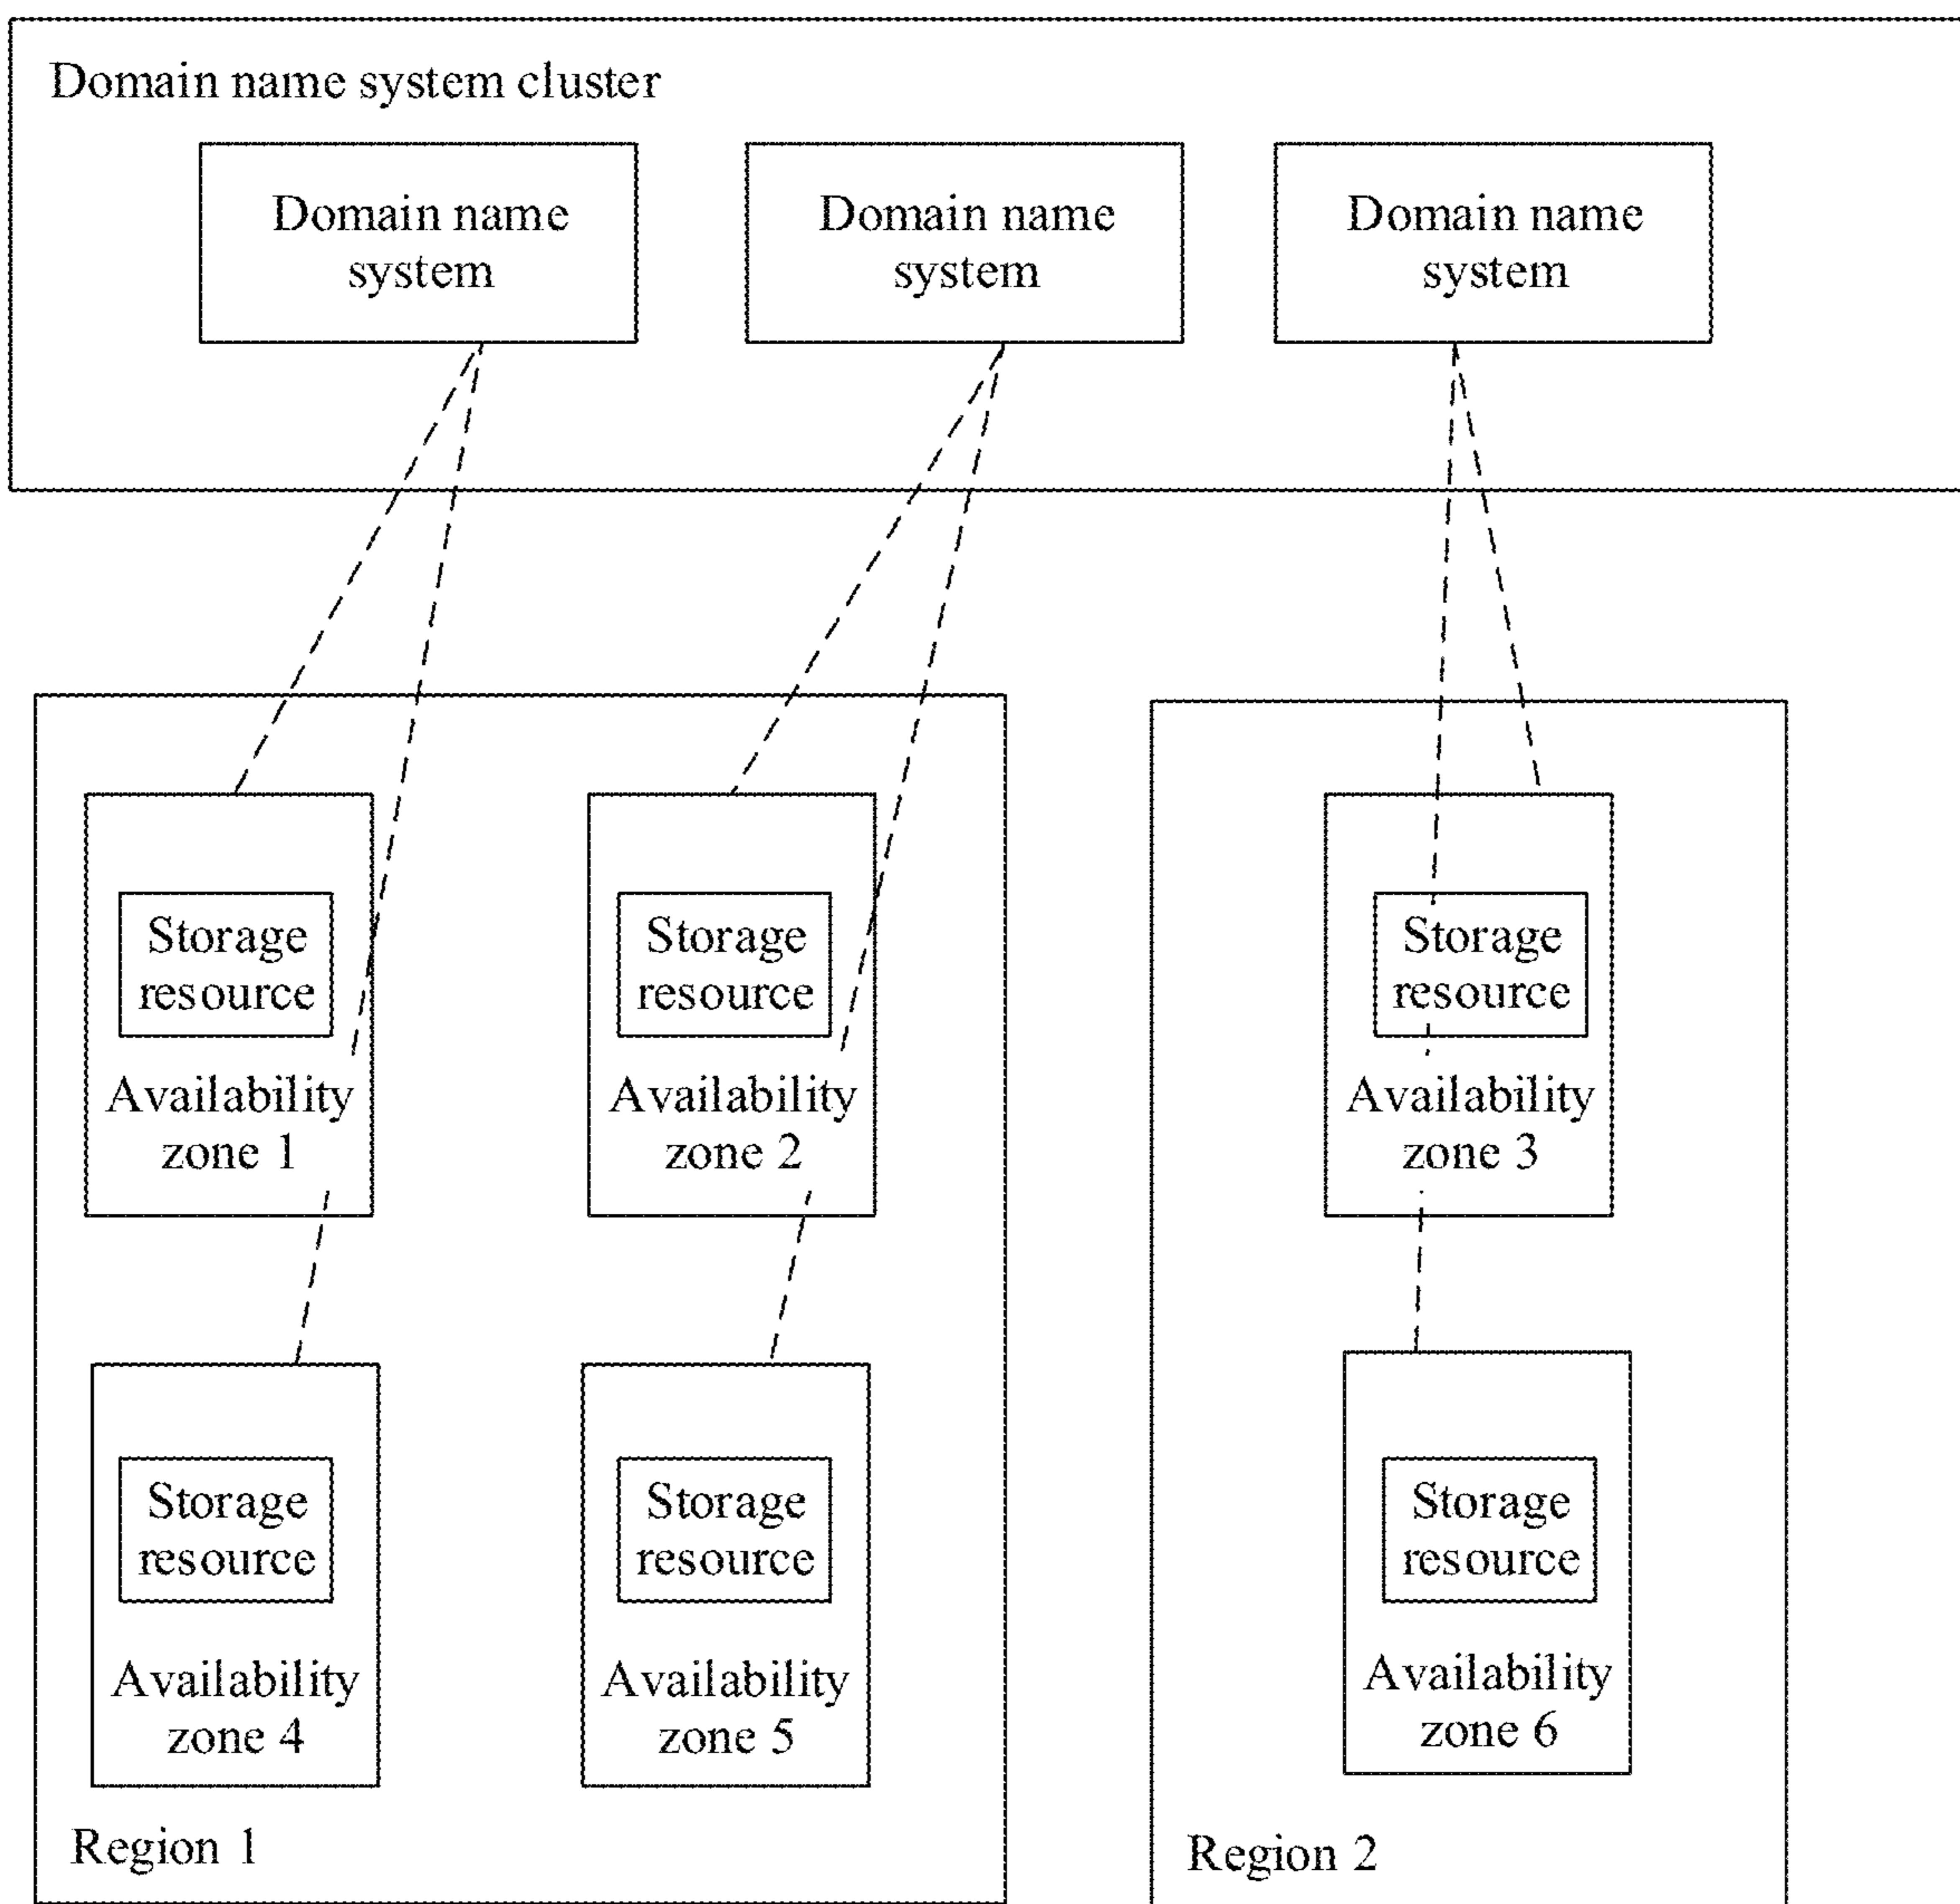 Domain name system cluster
Domain name
system
Domain name
system
Domain name
system
Storage
resource
Availability
zone 1
Storage
resource
Availability
zone 2
Storage
resource
Availability
zone 4
Storage
resource
Availability
zone 5
Region 1
Storage
resource
Availability
zone 3
Storage
resource
Availability
zone 6
Region 2